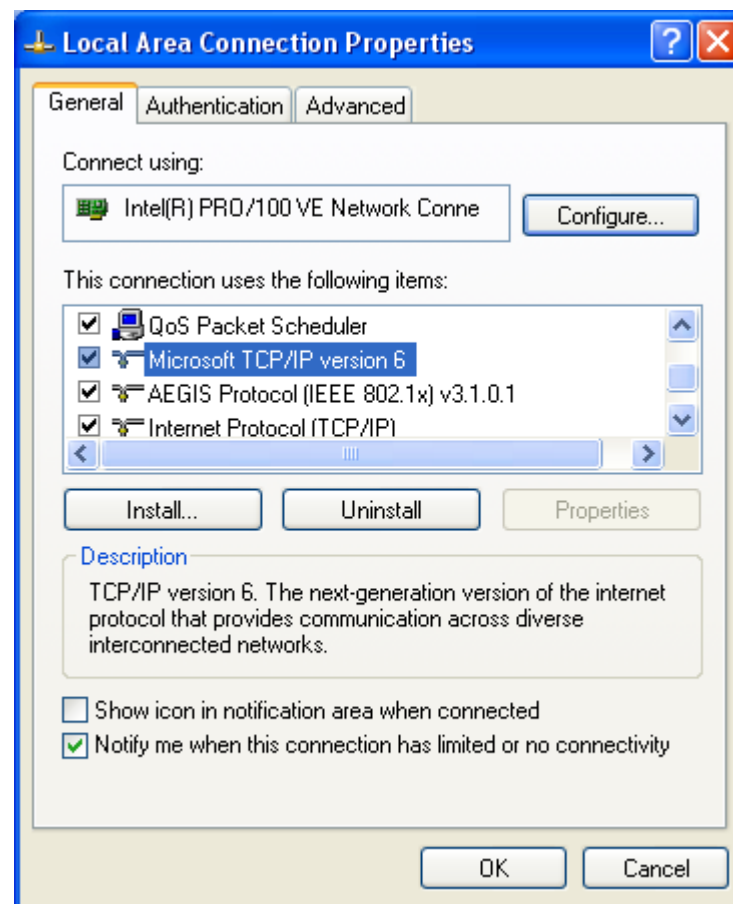 Local Area Connection Properties
General Authentication Advanced
Connect using:
Intel(R) PRO/100 VE Network Conne
Configure...
This connection uses the following items:
QoS Packet Scheduler
Microsoft TCP/IP version 6
AEGIS Protocol (IEEE 802.1x) v3.1.0.1
Internet Protocol (TCP/IP)
Install... Uninstall Properties
Description
TCP/IP version 6. The next-generation version of the internet
protocol that provides communication across diverse
interconnected networks.
Show icon in notification area when connected
Notify me when this connection has limited or no connectivity
OK Cancel